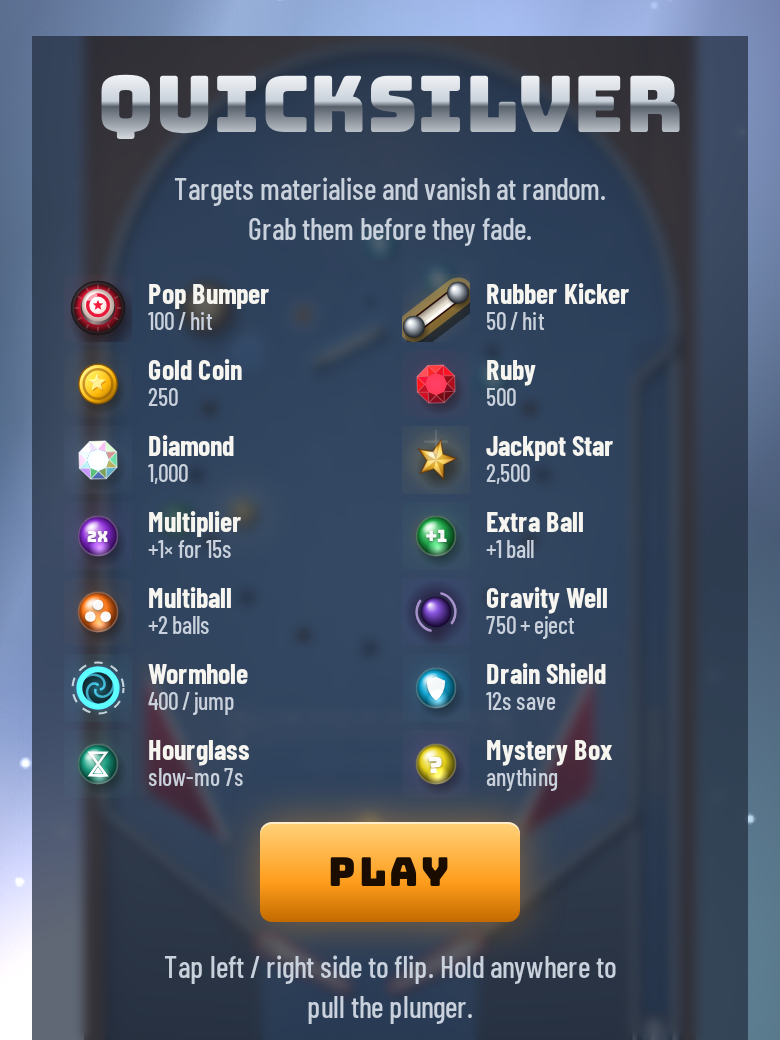 QUICKSILVER
Targets materialise and vanish at random.
Grab them before they fade.
Pop Bumper
100 / hit
Rubber Kicker
50 / hit
Gold Coin
250
Ruby
500
Diamond
1,000
Jackpot Star
2,500
2X
Multiplier
+1× for 15s
+1
Extra Ball
+1 ball
Multiball
+2 balls
Gravity Well
750 + eject
Wormhole
400 / jump
Drain Shield
12s save
Hourglass
slow-mo 7s
?
Mystery Box
anything
PLAY
Tap left / right side to flip. Hold anywhere to
pull the plunger.